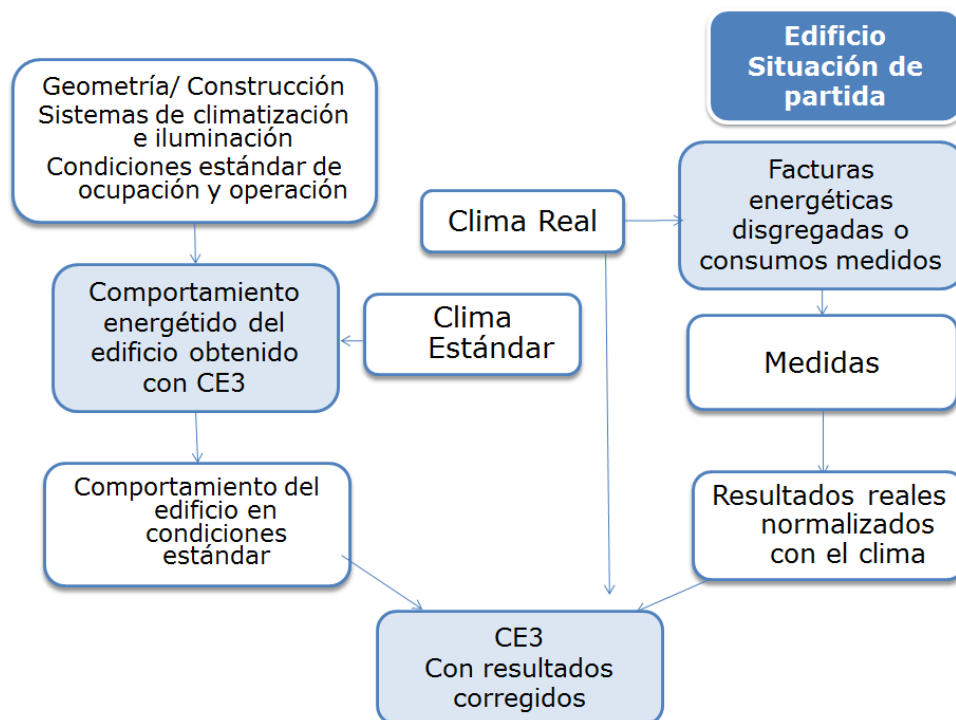 Edificio
Situación de
partida
Geometría/ Construcción
Sistemas de climatización
e iluminación
Condiciones estándar de
ocupación y operación
Clima Real
Facturas
energéticas
disgregadas o
consumos medidos
Comportamiento
energétido del
edificio obtenido
con CE3
Clima
Estándar
Medidas
Comportamiento del
edificio en
condiciones
estándar
Resultados reales
normalizados
con el clima
CE3
Con resultados
corregidos